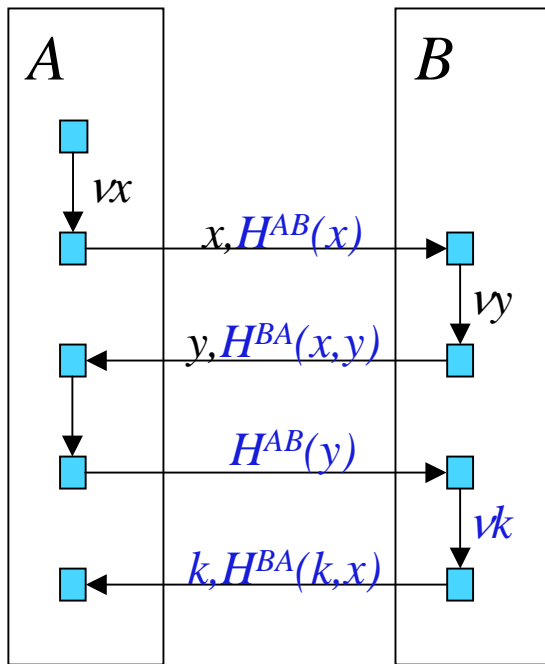 A B
νx
x,H^{AB}(x)
νy
y,H^{BA}(x,y)
H^{AB}(y)
νk
k,H^{BA}(k,x)